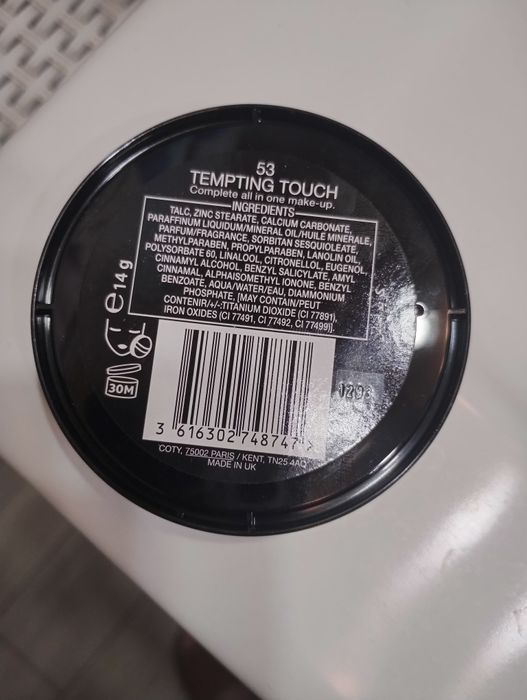 53
TEMPTING TOUCH
Complete all in one make-up.
INGREDIENTS
TALC, ZINC STEARATE, CALCIUM CARBONATE,
PARAFFINUM LIQUIDUM/MINERAL OIL/HUILE MINERALE,
PARFUM/FRAGRANCE, SORBITAN SESQUIOLEATE,
METHYLPARABEN, PROPYLPARABEN, LANOLIN OIL,
POLYSORBATE 60, LINALOOL, CITRONELLOL, EUGENOL,
CINNAMYL ALCOHOL, BENZYL SALICYLATE, AMYL
CINNAMAL, ALPHAISOMETHYL IONONE, BENZYL
BENZOATE, AQUA/WATER/EAU, DIAMMONIUM
PHOSPHATE, [MAY CONTAIN/PEUT
CONTENIR/+/-:TITANIUM DIOXIDE (CI 77891),
IRON OXIDES (CI 77491, CI 77492, CI 77499)].
e 14 g
30M
3 616302 748747 >
COTY, 75002 PARIS / KENT, TN25 4AQ
MADE IN UK